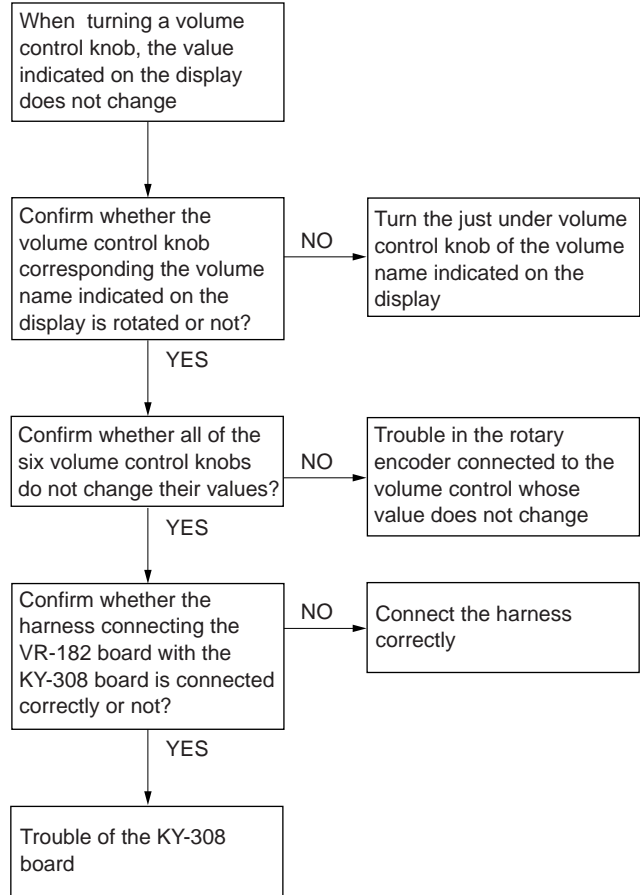 When turning a volume
control knob, the value
indicated on the display
does not change
Confirm whether the
volume control knob
corresponding the volume
name indicated on the
display is rotated or not?
NO
Turn the just under volume
control knob of the volume
name indicated on the
display
YES
Confirm whether all of the
six volume control knobs
do not change their values?
NO
Trouble in the rotary
encoder connected to the
volume control whose
value does not change
YES
Confirm whether the
harness connecting the
VR-182 board with the
KY-308 board is connected
correctly or not?
NO
Connect the harness
correctly
YES
Trouble of the KY-308
board